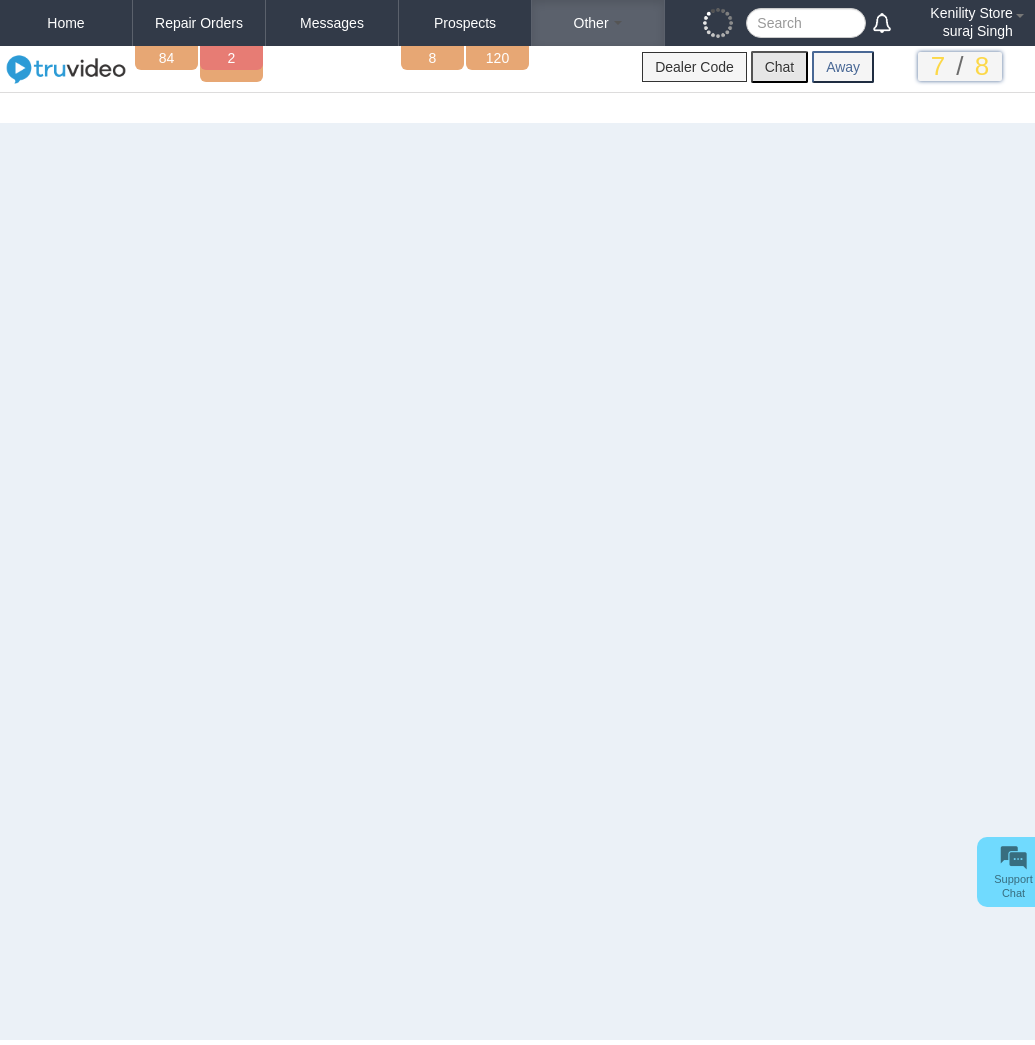 Home
Repair Orders
Messages
Prospects
Other
Search
Kenility Store
suraj Singh
truvideo
84
2
8
120
Dealer Code
Chat
Away
7 / 8
Support
Chat